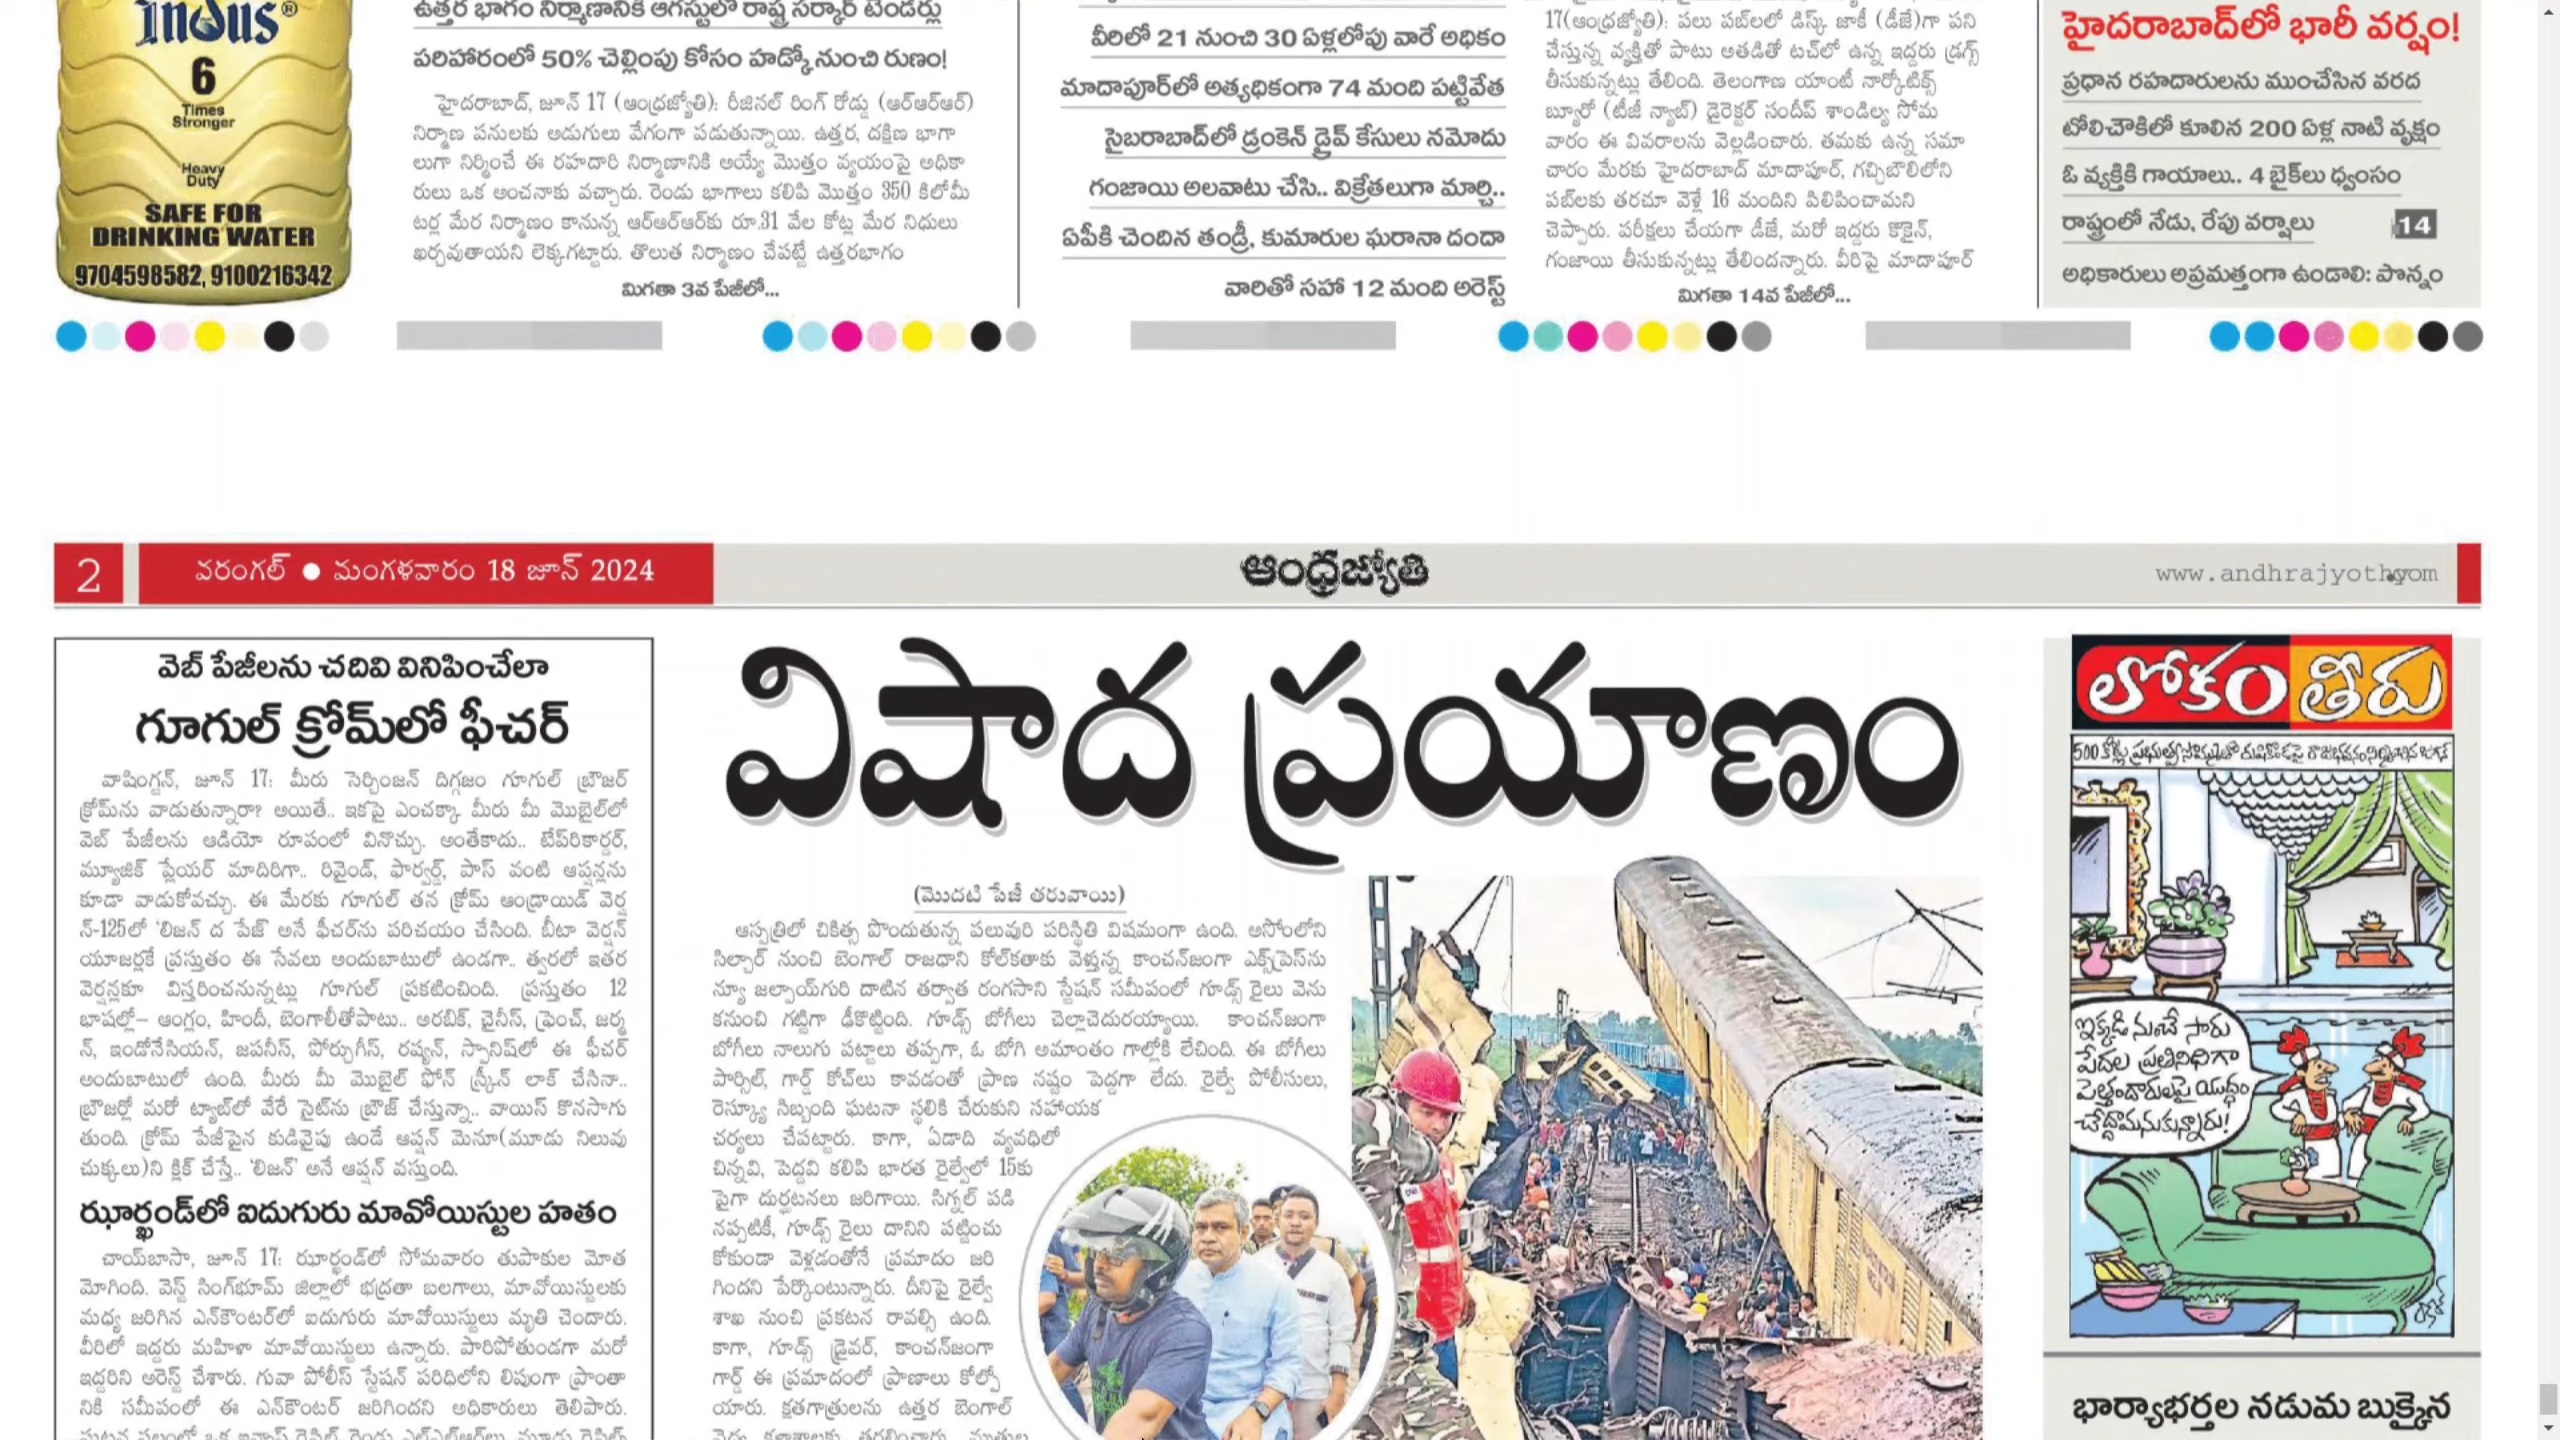 Indus®
6
Times
Stronger
Heavy
Duty
SAFE FOR
DRINKING WATER
9704598582, 9100216342
ఉత్తర భాగం నిర్మాణానికి ఆగస్టులో రాష్ట్ర సర్కార్ టెండర్లు
పరిహారంలో 50% చెల్లింపు కోసం హడ్కో నుంచి రుణం!
హైదరాబాద్, జూన్ 17 (ఆంధ్రజ్యోతి): రీజినల్ రింగ్ రోడ్డు (ఆర్ఆర్ఆర్)
నిర్మాణ పనులకు అడుగులు వేగంగా పడుతున్నాయి. ఉత్తర, దక్షిణ భాగా
లుగా నిర్మించే ఈ రహదారి నిర్మాణానికి అయ్యే మొత్తం వ్యయంపై అధికా
రులు ఒక అంచనాకు వచ్చారు. రెండు భాగాలు కలిపి మొత్తం 350 కిలోమీ
టర్ల మేర నిర్మాణం కానున్న ఆర్ఆర్ఆర్‌కు రూ.31 వేల కోట్ల మేర నిధులు
ఖర్చవుతాయని లెక్కగట్టారు. తొలుత నిర్మాణం చేపట్టే ఉత్తరభాగం
మిగతా 3వ పేజీలో...
వీరిలో 21 నుంచి 30 ఏళ్లలోపు వారే అధికం
మాదాపూర్‌లో అత్యధికంగా 74 మంది పట్టివేత
సైబరాబాద్‌లో డ్రంకెన్ డ్రైవ్ కేసులు నమోదు
గంజాయి అలవాటు చేసి.. విక్రేతలుగా మార్చి..
ఏపీకి చెందిన తండ్రీ, కుమారుల ఘరానా దందా
వారితో సహా 12 మంది అరెస్ట్
17(ఆంధ్రజ్యోతి): పలు పబ్‌లలో డిస్క్ జాకీ (డీజే)గా పని
చేస్తున్న వ్యక్తితో పాటు అతడితో టచ్‌లో ఉన్న ఇద్దరు డ్రగ్స్
తీసుకున్నట్లు తేలింది. తెలంగాణ యాంటీ నార్కోటిక్స్
బ్యూరో (టీజీ న్యాబ్) డైరెక్టర్ సందీప్ శాండిల్య సోమ
వారం ఈ వివరాలను వెల్లడించారు. తమకు ఉన్న సమా
చారం మేరకు హైదరాబాద్ మాదాపూర్, గచ్చిబౌలిలోని
పబ్‌లకు తరచూ వెళ్లే 16 మందిని పిలిపించామని
చెప్పారు. పరీక్షలు చేయగా డీజే, మరో ఇద్దరు కొకైన్,
గంజాయి తీసుకున్నట్లు తేలిందన్నారు. వీరిపై మాదాపూర్
మిగతా 14వ పేజీలో...
హైదరాబాద్‌లో భారీ వర్షం!
ప్రధాన రహదారులను ముంచేసిన వరద
టోలిచౌకిలో కూలిన 200 ఏళ్ల నాటి వృక్షం
ఓ వ్యక్తికి గాయాలు.. 4 బైక్‌లు ధ్వంసం
రాష్ట్రంలో నేడు, రేపు వర్షాలు 14
అధికారులు అప్రమత్తంగా ఉండాలి: పొన్నం
2 వరంగల్ ● మంగళవారం 18 జూన్ 2024 ఆంధ్రజ్యోతి
వెబ్ పేజీలను చదివి వినిపించేలా
గూగుల్ క్రోమ్‌లో ఫీచర్
వాషింగ్టన్, జూన్ 17: మీరు సెర్చింజన్ దిగ్గజం గూగుల్ బ్రౌజర్
క్రోమ్‌ను వాడుతున్నారా? అయితే.. ఇకపై ఎంచక్కా మీరు మీ మొబైల్‌లో
వెబ్ పేజీలను ఆడియో రూపంలో వినొచ్చు. అంతేకాదు.. టేప్‌రికార్డర్,
మ్యూజిక్ ప్లేయర్ మాదిరిగా.. రివైండ్, ఫార్వర్డ్, పాస్ వంటి ఆప్షన్లను
కూడా వాడుకోవచ్చు. ఈ మేరకు గూగుల్ తన క్రోమ్ ఆండ్రాయిడ్ వెర్ష
న్-125లో ‘లిజన్ ద పేజ్’ అనే ఫీచర్‌ను పరిచయం చేసింది. బీటా వెర్షన్
యూజర్లకే ప్రస్తుతం ఈ సేవలు అందుబాటులో ఉండగా.. త్వరలో ఇతర
వెర్షన్లకూ విస్తరించనున్నట్లు గూగుల్ ప్రకటించింది. ప్రస్తుతం 12
భాషల్లో– ఆంగ్లం, హిందీ, బెంగాలీతోపాటు.. అరబిక్, చైనీస్, ఫ్రెంచ్, జర్మ
న్, ఇండోనేసియన్, జపనీస్, పోర్చుగీస్, రష్యన్, స్పానిష్‌లో ఈ ఫీచర్
అందుబాటులో ఉంది. మీరు మీ మొబైల్ ఫోన్ స్క్రీన్ లాక్ చేసినా..
బ్రౌజర్లో మరో ట్యాబ్‌లో వేరే సైట్‌ను బ్రౌజ్ చేస్తున్నా.. వాయిస్ కొనసాగు
తుంది. క్రోమ్ పేజీపైన కుడివైపు ఉండే ఆప్షన్ మెనూ(మూడు నిలువు
చుక్కలు)ని క్లిక్ చేస్తే.. ‘లిజన్’ అనే ఆప్షన్ వస్తుంది.
ఝార్ఖండ్‌లో ఐదుగురు మావోయిస్టుల హతం
చాయ్‌బాసా, జూన్ 17: ఝార్ఖండ్‌లో సోమవారం తుపాకుల మోత
మోగింది. వెస్ట్ సింగ్‌భూమ్ జిల్లాలో భద్రతా బలగాలు, మావోయిస్టులకు
మధ్య జరిగిన ఎన్‌కౌంటర్‌లో ఐదుగురు మావోయిస్టులు మృతి చెందారు.
వీరిలో ఇద్దరు మహిళా మావోయిస్టులు ఉన్నారు. పారిపోతుండగా మరో
ఇద్దరిని అరెస్ట్ చేశారు. గువా పోలీస్ స్టేషన్ పరిధిలోని లిపుంగా ప్రాంతా
నికి సమీపంలో ఈ ఎన్‌కౌంటర్ జరిగిందని అధికారులు తెలిపారు.
విషాద ప్రయాణం
(మొదటి పేజీ తరువాయి)
ఆస్పత్రిలో చికిత్స పొందుతున్న పలువురి పరిస్థితి విషమంగా ఉంది. అసోంలోని
సిల్చార్ నుంచి బెంగాల్ రాజధాని కోల్‌కతాకు వెళ్తున్న కాంచన్‌జంగా ఎక్స్‌ప్రెస్‌ను
న్యూ జల్పాయ్‌గురి దాటిన తర్వాత రంగసాని స్టేషన్ సమీపంలో గూడ్స్ రైలు వెను
కనుంచి గట్టిగా ఢీకొట్టింది. గూడ్స్ బోగీలు చెల్లాచెదురయ్యాయి. కాంచన్‌జంగా
బోగీలు నాలుగు పట్టాలు తప్పగా, ఓ బోగి అమాంతం గాల్లోకి లేచింది. ఈ బోగీలు
పార్సిల్, గార్డ్ కోచ్‌లు కావడంతో ప్రాణ నష్టం పెద్దగా లేదు. రైల్వే పోలీసులు,
రెస్క్యూ సిబ్బంది ఘటనా స్థలికి చేరుకుని సహాయక
చర్యలు చేపట్టారు. కాగా, ఏడాది వ్యవధిలో
చిన్నవి, పెద్దవి కలిపి భారత రైల్వేలో 15కు
పైగా దుర్ఘటనలు జరిగాయి. సిగ్నల్ పడి
నప్పటికీ, గూడ్స్ రైలు దానిని పట్టించు
కోకుండా వెళ్లడంతోనే ప్రమాదం జరి
గిందని పేర్కొంటున్నారు. దీనిపై రైల్వే
శాఖ నుంచి ప్రకటన రావల్సి ఉంది.
కాగా, గూడ్స్ డ్రైవర్, కాంచన్‌జంగా
గార్డ్ ఈ ప్రమాదంలో ప్రాణాలు కోల్పో
యారు. క్షతగాత్రులను ఉత్తర బెంగాల్
లోకం తీరు
500 కోట్ల ప్రభుత్వ సొమ్ముతో రుషికొండపై రాజభవనం నిర్మించిన జగన్
ఇక్కడి నుంచే సారు
పేదల ప్రతినిధిగా
పెత్తందారులపై యుద్ధం
చేద్దామనుకున్నారు!
భార్యాభర్తల నడుమ బుక్కైన